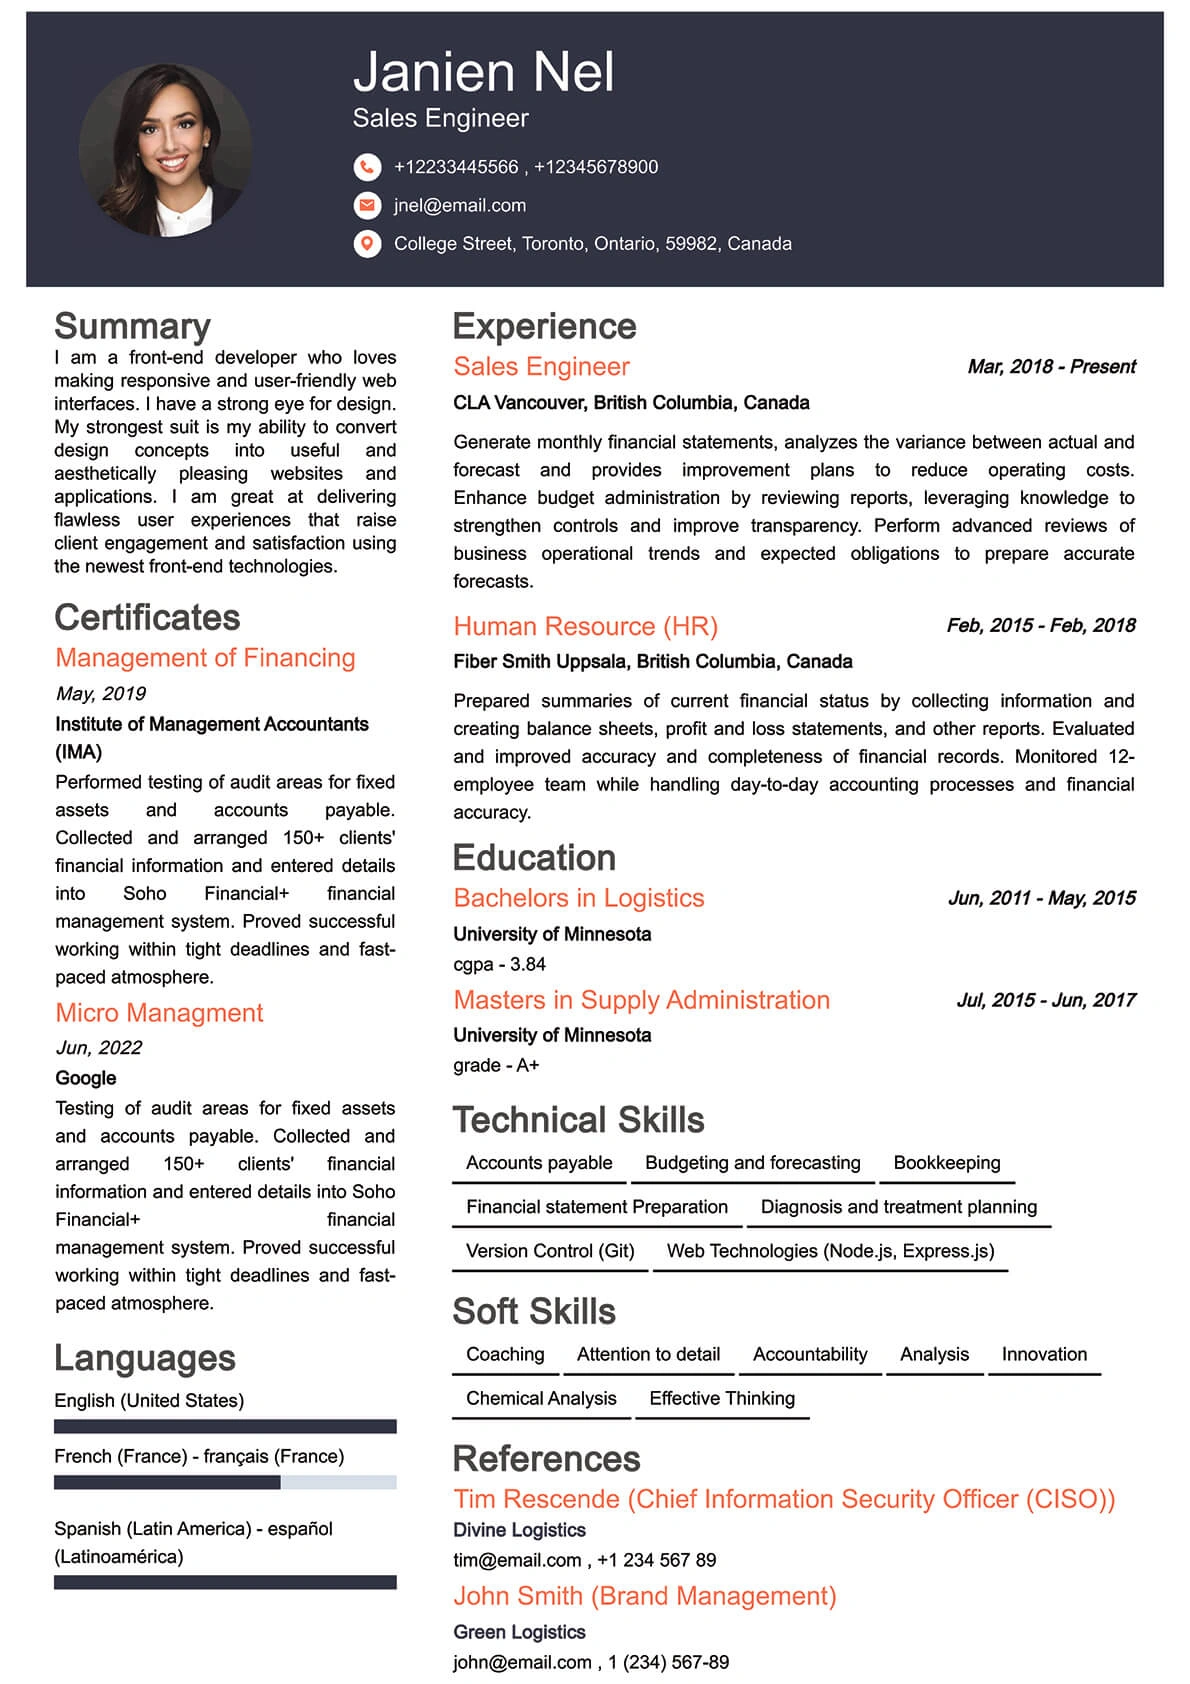 Janien Nel
Sales Engineer
+12233445566 , +12345678900
jnel@email.com
College Street, Toronto, Ontario, 59982, Canada
Summary
I am a front-end developer who loves
making responsive and user-friendly web
interfaces. I have a strong eye for design.
My strongest suit is my ability to convert
design concepts into useful and
aesthetically pleasing websites and
applications. I am great at delivering
flawless user experiences that raise
client engagement and satisfaction using
the newest front-end technologies.
Certificates
Management of Financing
May, 2019
Institute of Management Accountants
(IMA)
Performed testing of audit areas for fixed
assets and accounts payable.
Collected and arranged 150+ clients'
financial information and entered details
into Soho Financial+ financial
management system. Proved successful
working within tight deadlines and fast-
paced atmosphere.
Micro Managment
Jun, 2022
Google
Testing of audit areas for fixed assets
and accounts payable. Collected and
arranged 150+ clients' financial
information and entered details into Soho
Financial+ financial
management system. Proved successful
working within tight deadlines and fast-
paced atmosphere.
Languages
English (United States)
French (France) - français (France)
Spanish (Latin America) - español
(Latinoamérica)
Experience
Sales Engineer Mar, 2018 - Present
CLA Vancouver, British Columbia, Canada
Generate monthly financial statements, analyzes the variance between actual and
forecast and provides improvement plans to reduce operating costs.
Enhance budget administration by reviewing reports, leveraging knowledge to
strengthen controls and improve transparency. Perform advanced reviews of
business operational trends and expected obligations to prepare accurate
forecasts.
Human Resource (HR) Feb, 2015 - Feb, 2018
Fiber Smith Uppsala, British Columbia, Canada
Prepared summaries of current financial status by collecting information and
creating balance sheets, profit and loss statements, and other reports. Evaluated
and improved accuracy and completeness of financial records. Monitored 12-
employee team while handling day-to-day accounting processes and financial
accuracy.
Education
Bachelors in Logistics Jun, 2011 - May, 2015
University of Minnesota
cgpa - 3.84
Masters in Supply Administration Jul, 2015 - Jun, 2017
University of Minnesota
grade - A+
Technical Skills
Accounts payable Budgeting and forecasting Bookkeeping
Financial statement Preparation Diagnosis and treatment planning
Version Control (Git) Web Technologies (Node.js, Express.js)
Soft Skills
Coaching Attention to detail Accountability Analysis Innovation
Chemical Analysis Effective Thinking
References
Tim Rescende (Chief Information Security Officer (CISO))
Divine Logistics
tim@email.com , +1 234 567 89
John Smith (Brand Management)
Green Logistics
john@email.com , 1 (234) 567-89